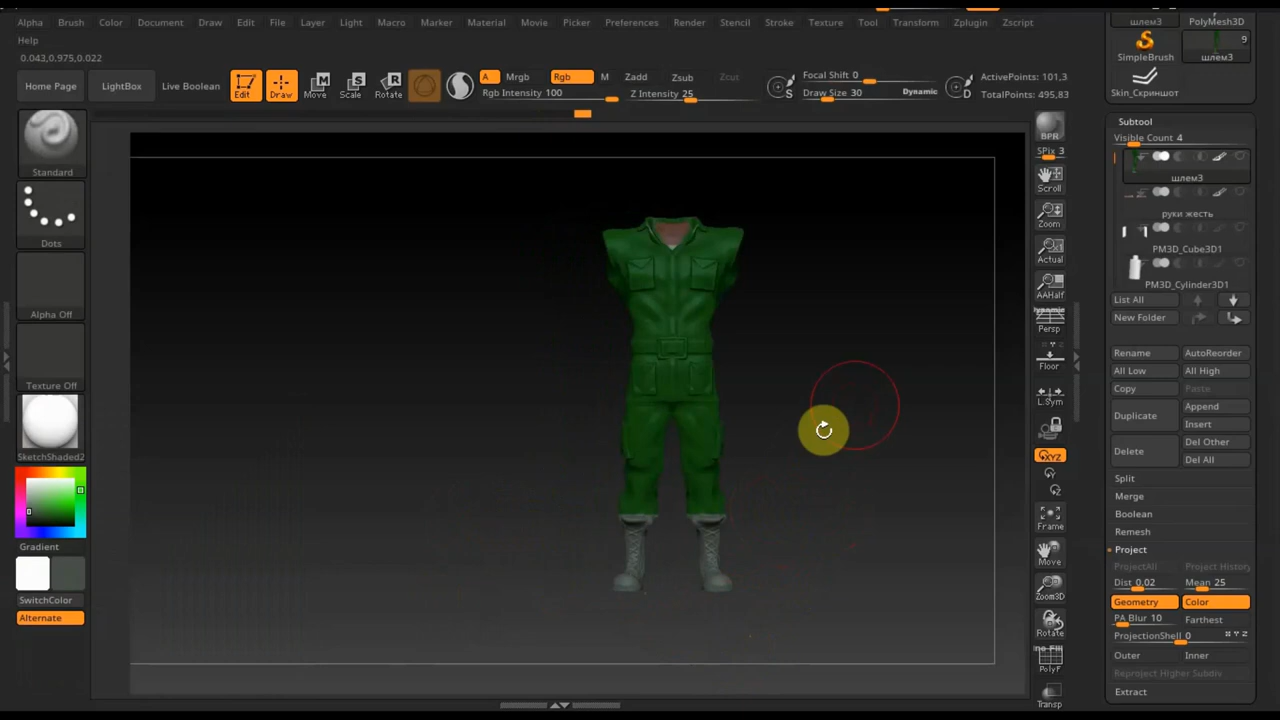 Alpha Brush Color Document Draw Edit File Layer Light Macro Marker Material Movie Picker Preferences Render Stencil Stroke Texture Tool Transform Zplugin Zscript
Help
0.043,0.975,0.022
Home Page
LightBox
Live Boolean
Edit
Draw
Move
Scale
Rotate
A
Mrgb
Rgb
M
Zadd
Zsub
Zcut
Rgb Intensity 100
Z Intensity 25
S
Focal Shift 0
Draw Size 30
Dynamic
D
ActivePoints: 101,3
TotalPoints: 495,83
Standard
Dots
Alpha Off
Texture Off
SketchShaded2
Gradient
SwitchColor
Alternate
BPR
SPix 3
Scroll
Zoom
Actual
AAHalf
Dynamic
Persp
Floor
L.Sym
XYZ
Y
Z
Frame
Move
Zoom3D
Rotate
PolyF
Transp
шлем3
PolyMesh3D
SimpleBrush
9
шлем3
Skin_Скриншот
Subtool
Visible Count 4
шлем3
руки жесть
PM3D_Cube3D1
PM3D_Cylinder3D1
List All
New Folder
Rename
AutoReorder
All Low
All High
Copy
Paste
Duplicate
Append
Insert
Delete
Del Other
Del All
Split
Merge
Boolean
Remesh
Project
ProjectAll
Project History
Dist 0.02
Mean 25
Geometry
Color
PA Blur 10
Farthest
ProjectionShell 0
X Y Z
Outer
Inner
Reproject Higher Subdiv
Extract